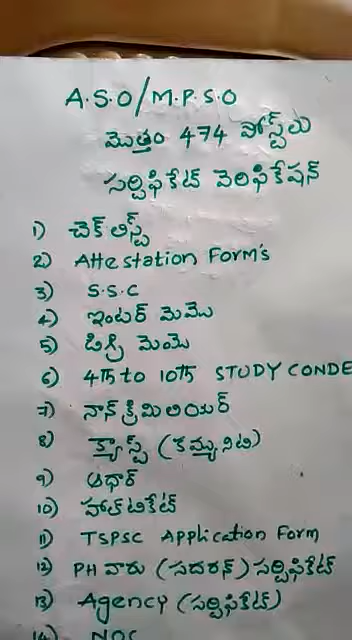 A.S.O/M.P.S.O
మొత్తం 474 పోస్ట్‌లు
సర్టిఫికేట్ వెరిఫికేషన్
1) చెక్ లిస్ట్
2) Attestation Form's
3) S.S.C
4) ఇంటర్ మెమొ
5) డిగ్రీ మెమొ
6) 4th to 10th STUDY CONDE
7) నాన్ క్రీమిలియర్
8) క్యాస్ట్ (కమ్యూనిటి)
9) ఆధార్
10) హాల్ టికెట్
11) TSPSC Application Form
12) PH వారు (సదరన్) సర్టిఫికేట్
13) Agency (సర్టిఫికేట్)
14) NOC